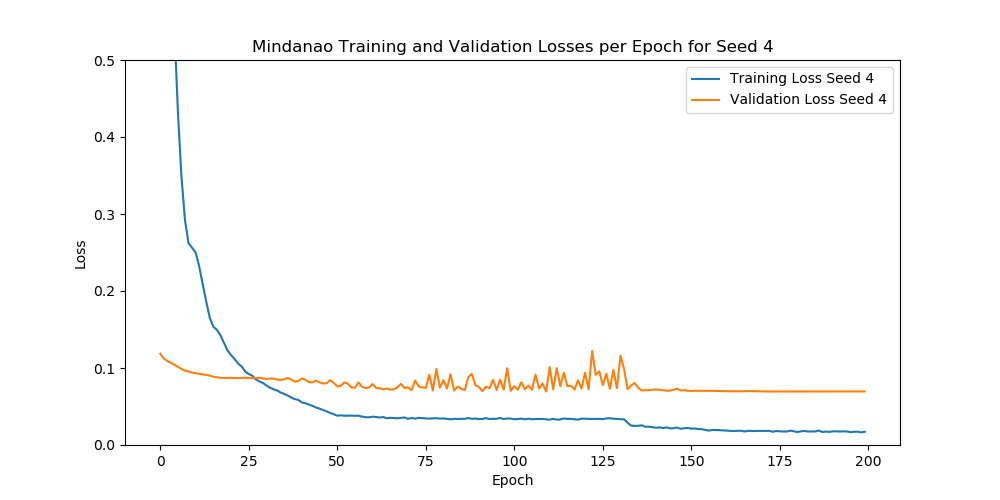 Mindanao Training and Validation Losses per Epoch for Seed 4
Training Loss Seed 4
Validation Loss Seed 4
0.5
0.4
0.3
0.2
0.1
0.0
Loss
0 25 50 75 100 125 150 175 200
Epoch